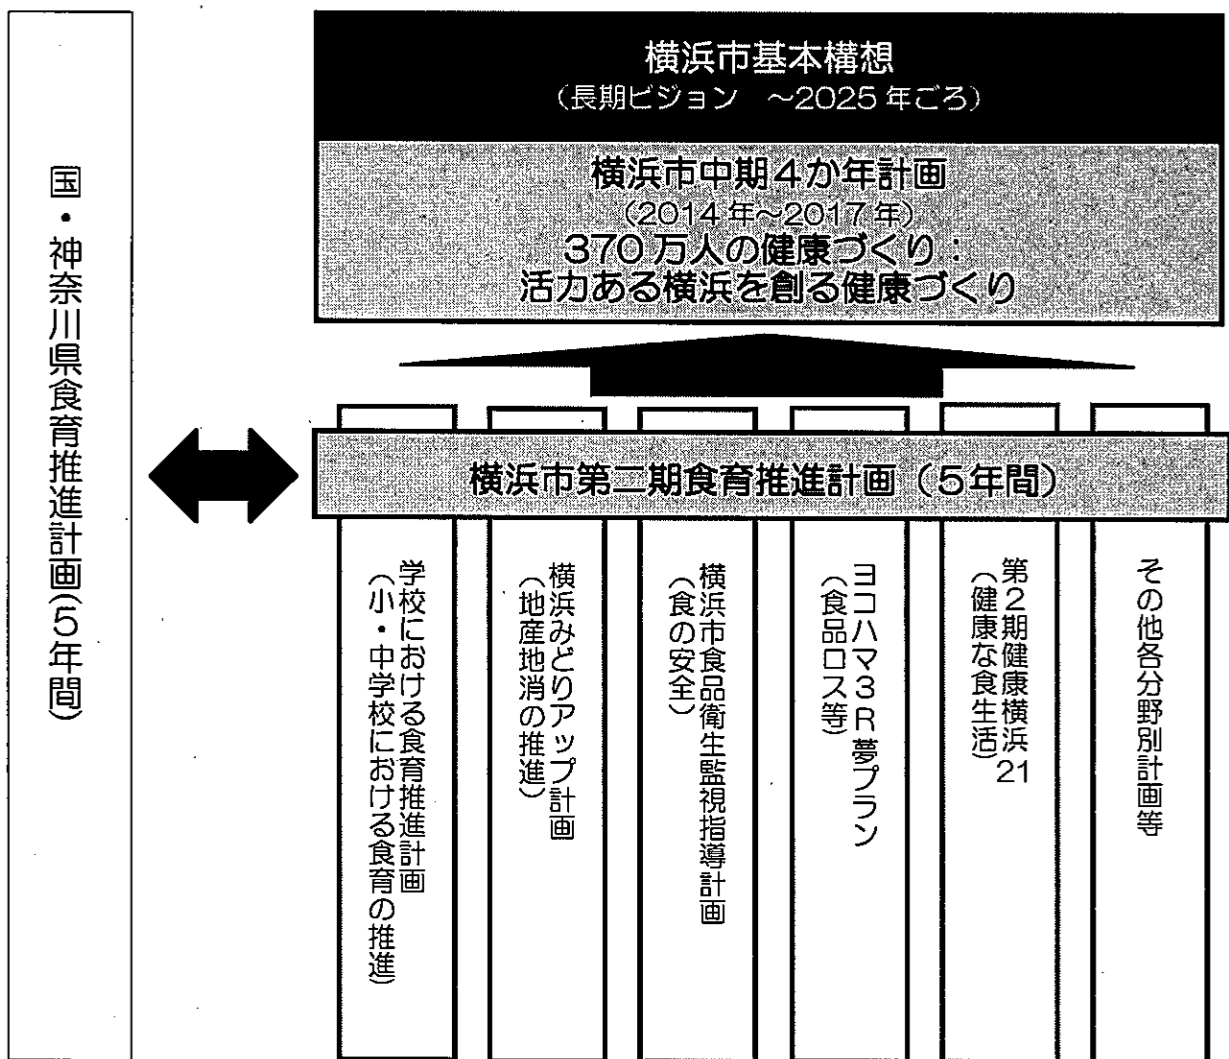 国・神奈川県食育推進計画(5年間)
横浜市基本構想
(長期ビジョン ～2025年ごろ)
横浜市中期4か年計画
(2014年～2017年)
370万人の健康づくり:
活力ある横浜を創る健康づくり
横浜市第二期食育推進計画(5年間)
学校における食育推進計画
(小・中学校における食育の推進)
横浜みどりアップ計画
(地産地消の推進)
横浜市食品衛生監視指導計画
(食の安全)
ヨコハマ3R夢プラン
(食品ロス等)
第2期健康横浜21
(健康な食生活)
その他各分野別計画等